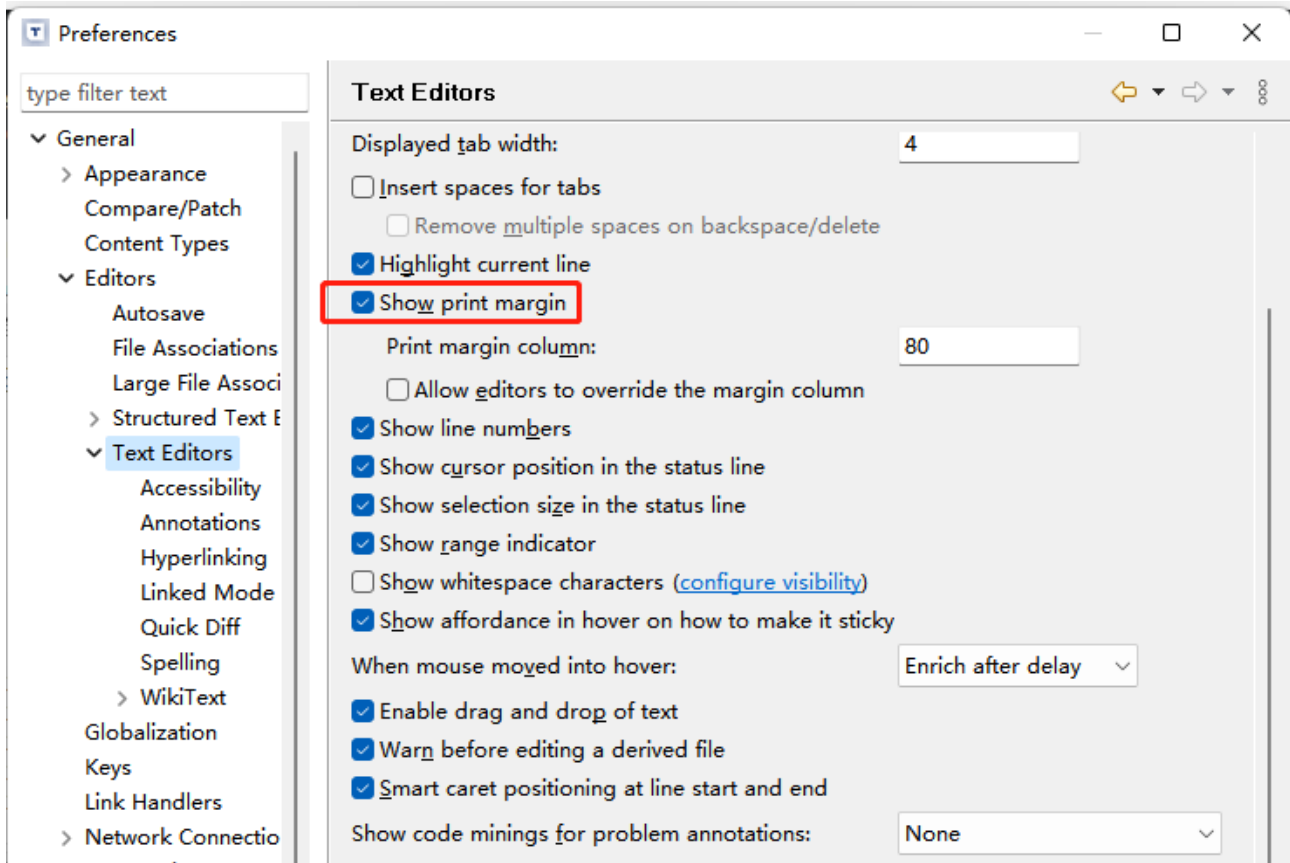 Preferences
type filter text
General
Appearance
Compare/Patch
Content Types
Editors
Autosave
File Associations
Large File Associ
Structured Text E
Text Editors
Accessibility
Annotations
Hyperlinking
Linked Mode
Quick Diff
Spelling
WikiText
Globalization
Keys
Link Handlers
Network Connectio
Text Editors
Displayed tab width: 4
Insert spaces for tabs
Remove multiple spaces on backspace/delete
Highlight current line
Show print margin
Print margin column: 80
Allow editors to override the margin column
Show line numbers
Show cursor position in the status line
Show selection size in the status line
Show range indicator
Show whitespace characters (configure visibility)
Show affordance in hover on how to make it sticky
When mouse moved into hover: Enrich after delay
Enable drag and drop of text
Warn before editing a derived file
Smart caret positioning at line start and end
Show code minings for problem annotations: None